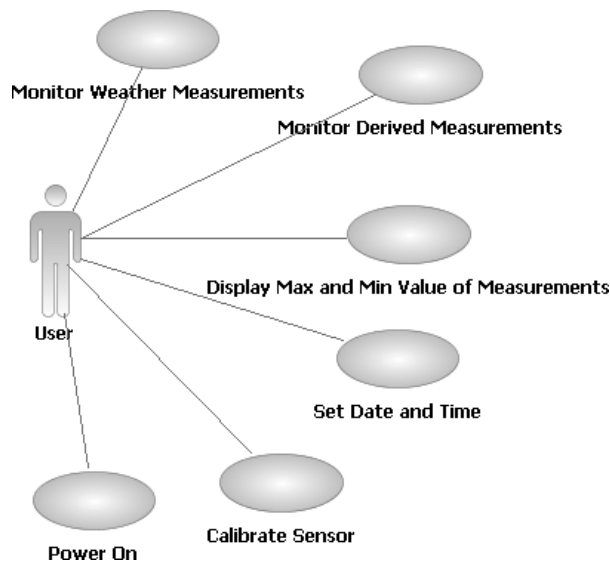 Monitor Weather Measurements
Monitor Derived Measurements
Display Max and Min Value of Measurements
User
Set Date and Time
Calibrate Sensor
Power On